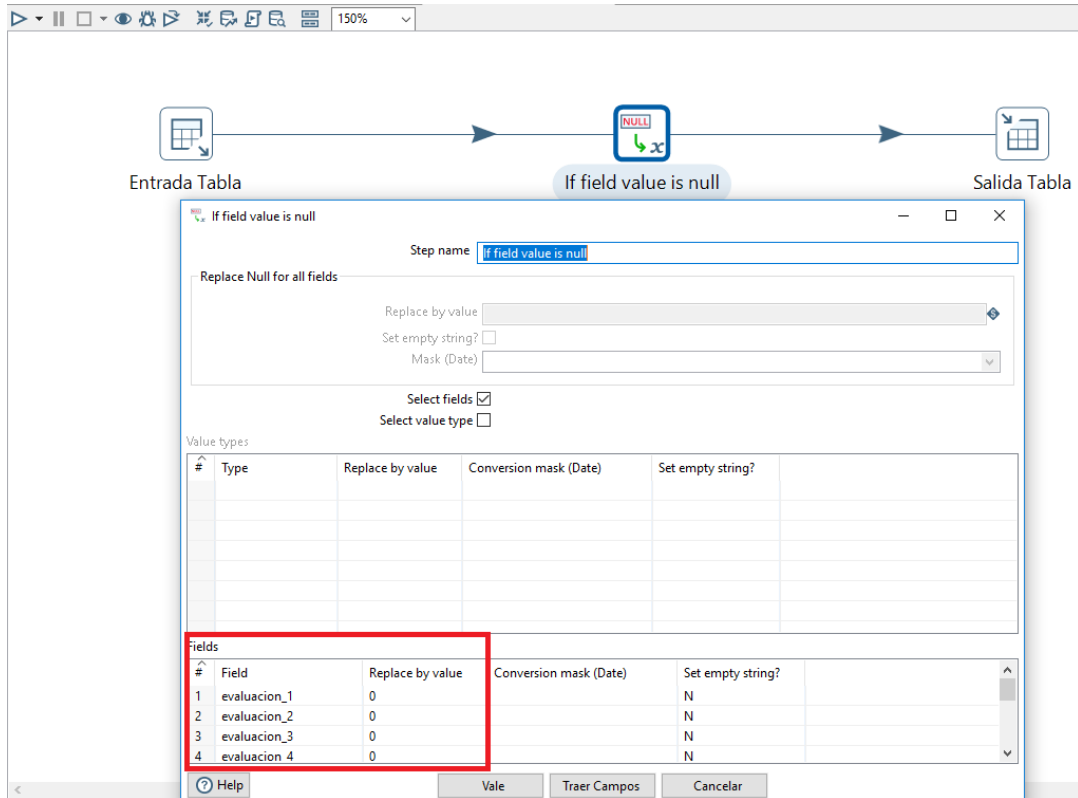 150%
NULL
x
Entrada Tabla
If field value is null
Salida Tabla
NULL
If field value is null
Step name If field value is null
Replace Null for all fields
Replace by value
S
Set empty string?
Mask (Date)
Select fields
Select value type
Value types
# Type Replace by value Conversion mask (Date) Set empty string?
Fields
# Field Replace by value Conversion mask (Date) Set empty string?
1 evaluacion_1 0 N
2 evaluacion_2 0 N
3 evaluacion_3 0 N
4 evaluacion_4 0 N
? Help Vale Traer Campos Cancelar